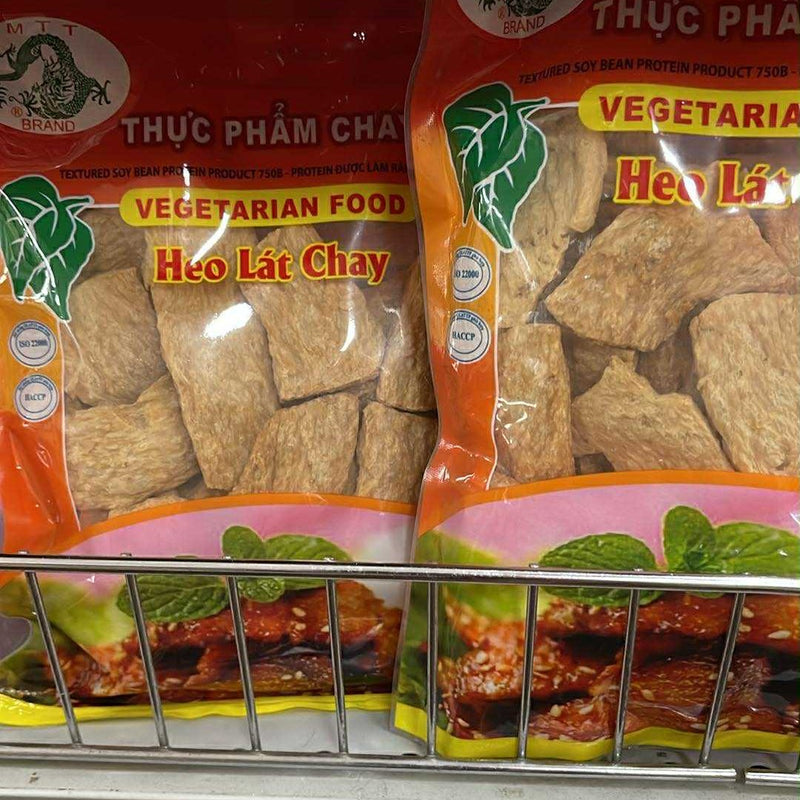 MTT
® BRAND
THỰC PHẨM CHAY
TEXTURED SOY BEAN PROTEIN PRODUCT 750B - PROTEIN ĐƯỢC LÀM
VEGETARIAN FOOD
Heo Lát Chay
ISO 22000
HACCP
BRAND
THỰC PHẨ
TEXTURED SOY BEAN PROTEIN PRODUCT 750B -
VEGETARIA
Heo Lát
ISO 22000
HACCP